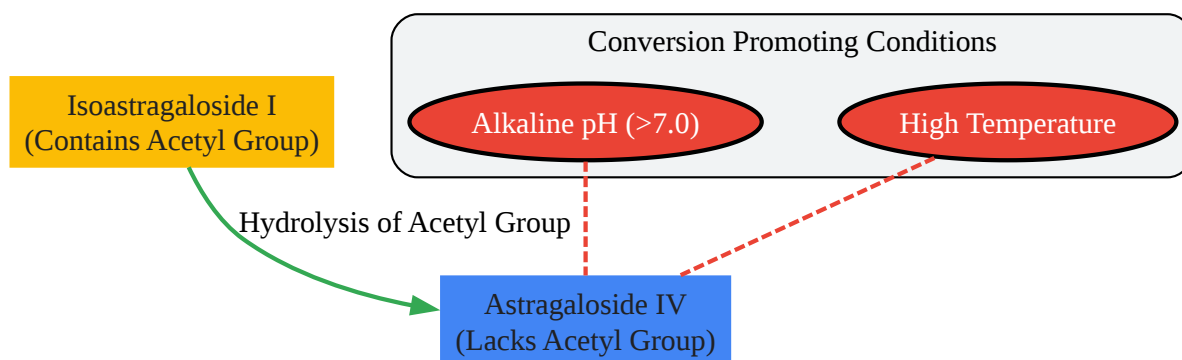 Conversion Promoting Conditions
Isoastragaloside I
(Contains Acetyl Group)
Alkaline pH (>7.0)
High Temperature
Hydrolysis of Acetyl Group
Astragaloside IV
(Lacks Acetyl Group)